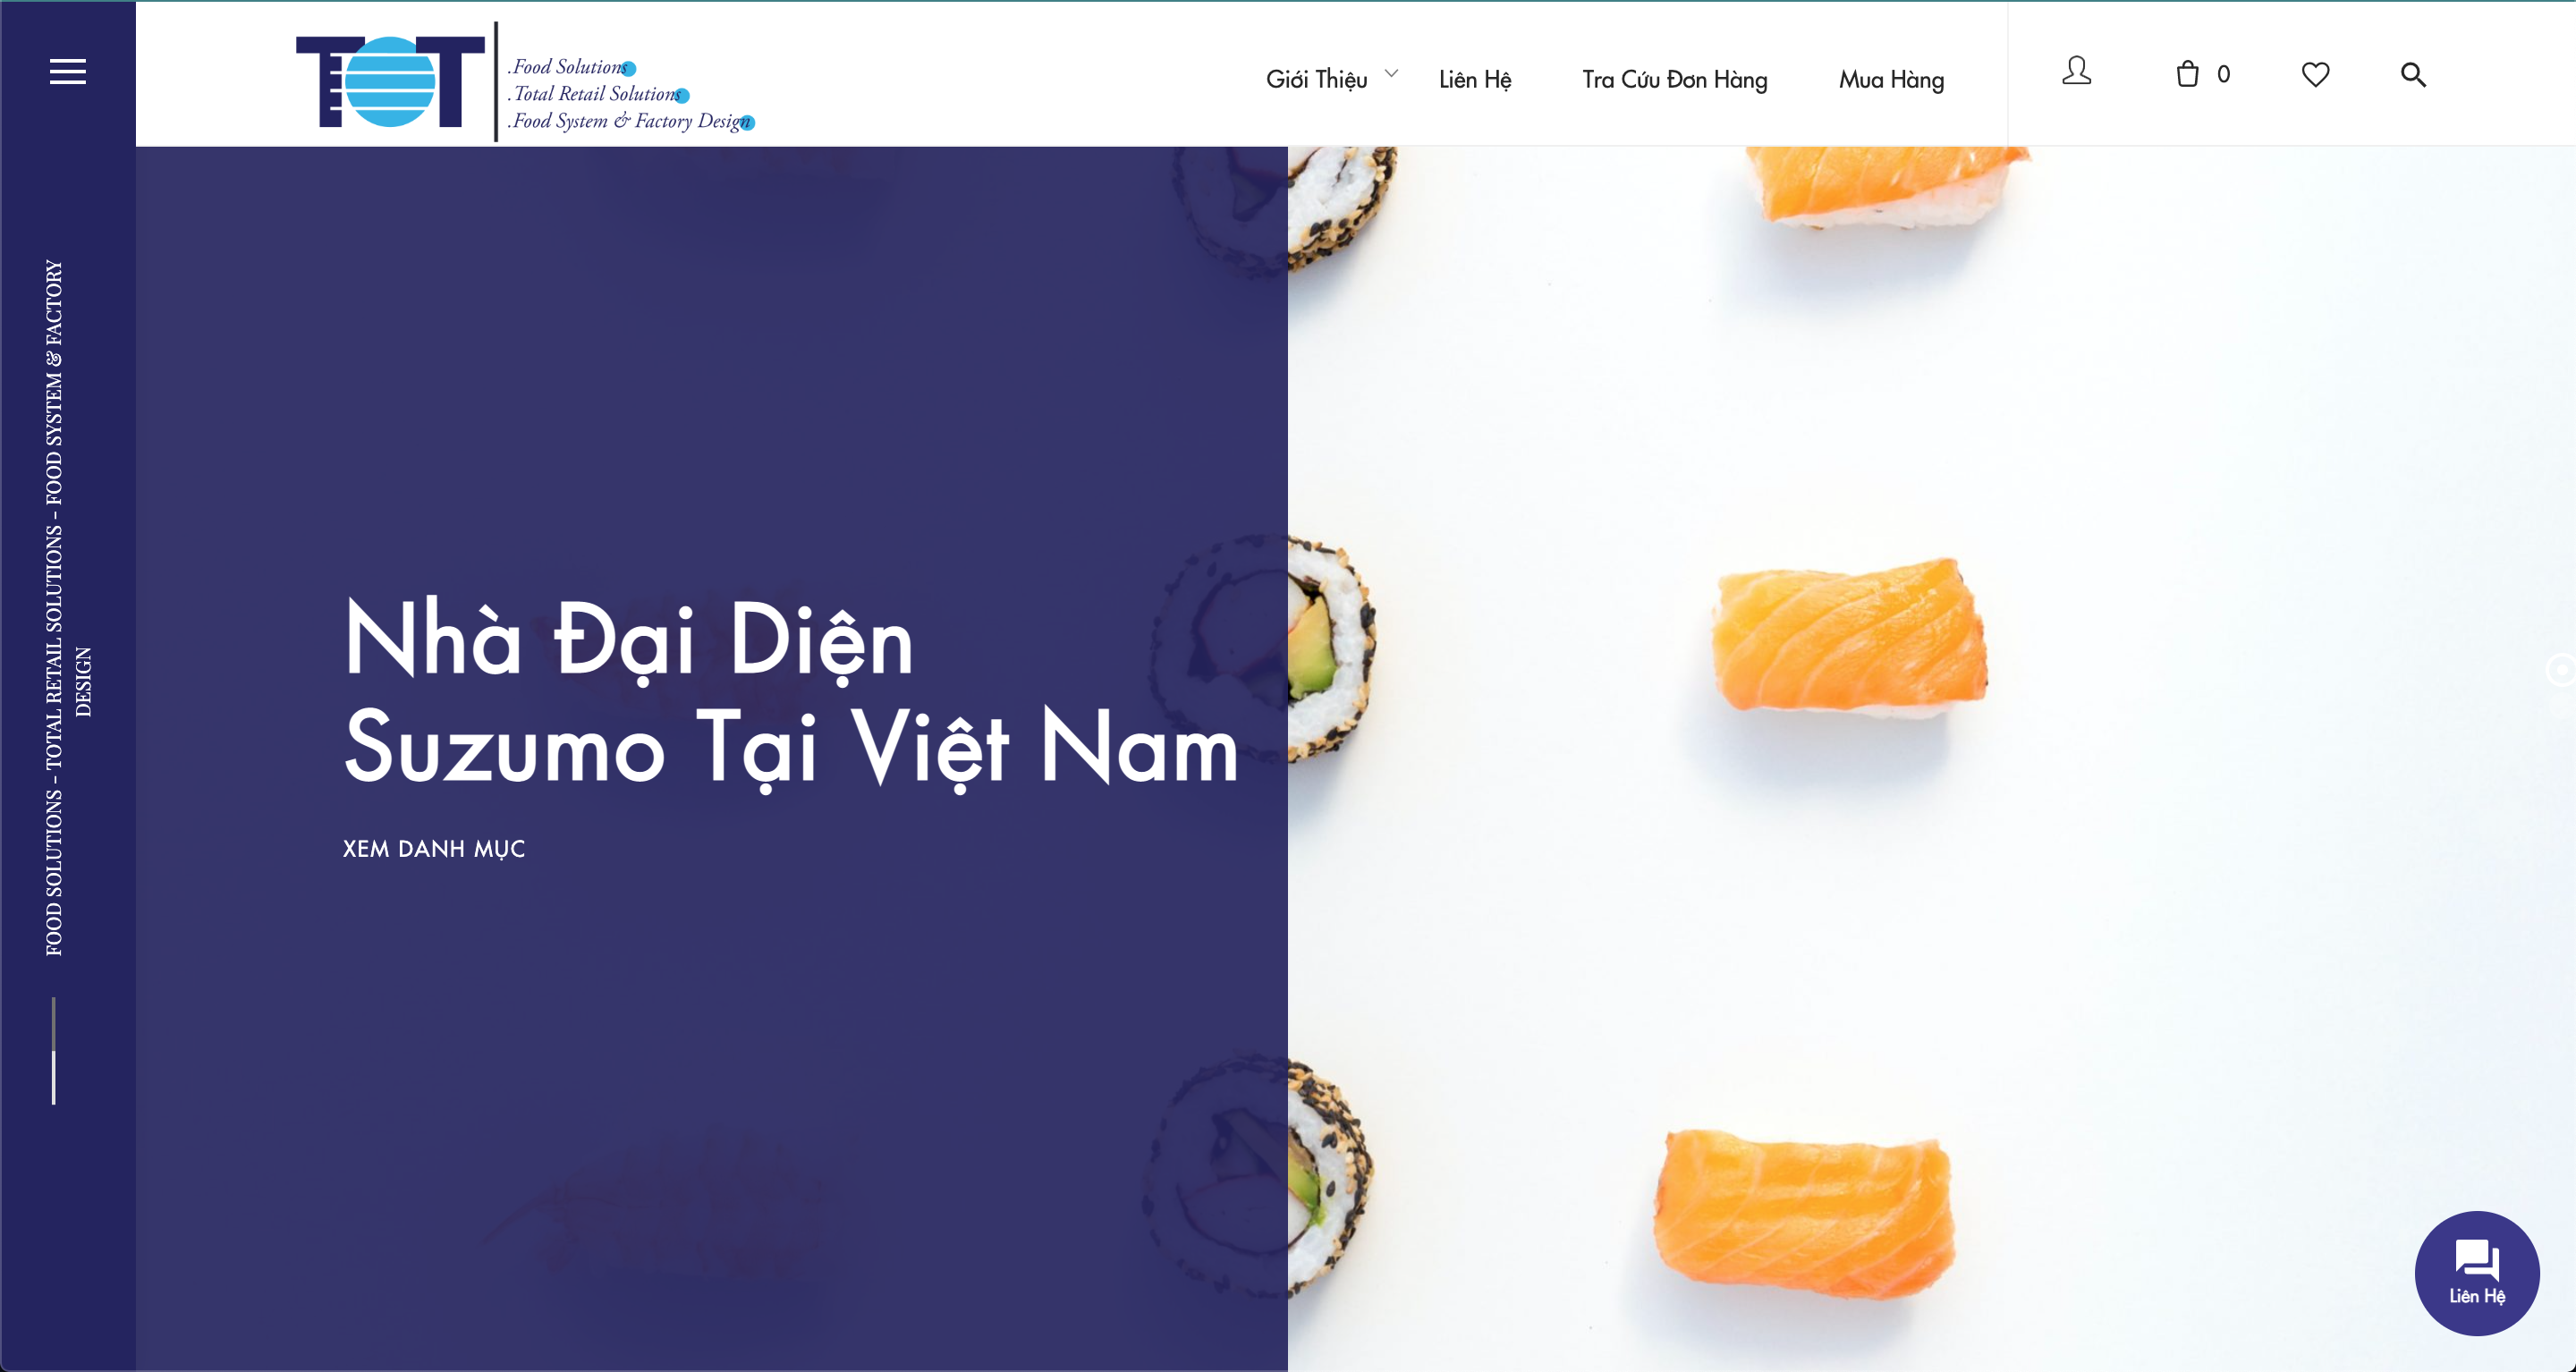 TOT
.Food Solutions
.Total Retail Solutions
.Food System & Factory Design
Giới Thiệu
Liên Hệ
Tra Cứu Đơn Hàng
Mua Hàng
0
FOOD SOLUTIONS - TOTAL RETAIL SOLUTIONS - FOOD SYSTEM & FACTORY
DESIGN
Nhà Đại Diện
Suzumo Tại Việt Nam
XEM DANH MỤC
Liên Hệ